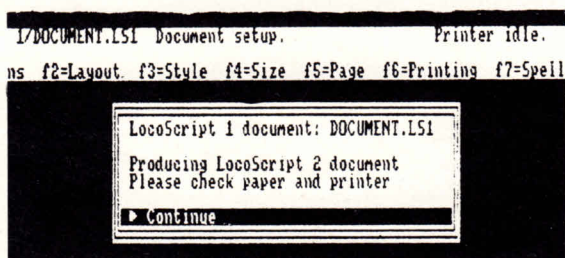 1/DOCUMENT.LS1 Document setup. Printer idle.
ns f2=Layout f3=Style f4=Size f5=Page f6=Printing f7=Spell
LocoScript 1 document: DOCUMENT.LS1
Producing LocoScript 2 document
Please check paper and printer
Continue